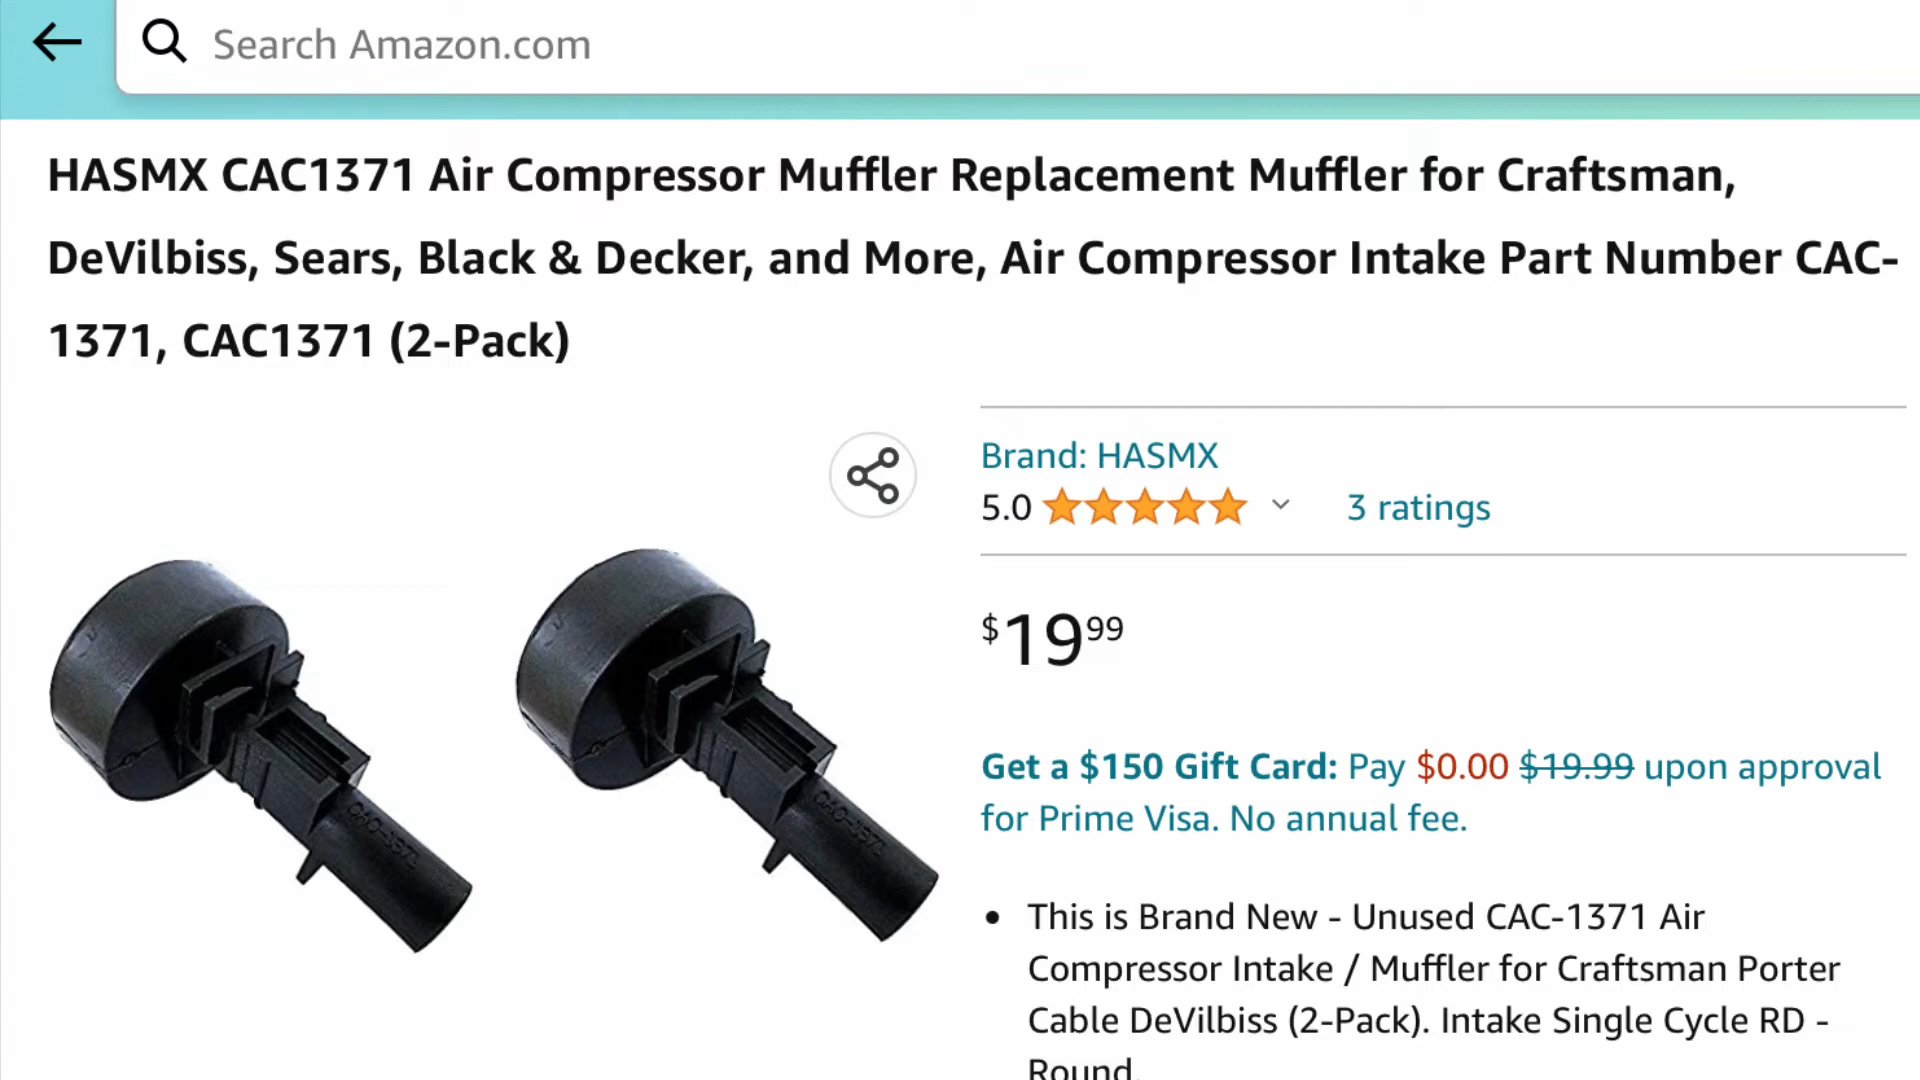 Search Amazon.com
HASMX CAC1371 Air Compressor Muffler Replacement Muffler for Craftsman,
DeVilbiss, Sears, Black & Decker, and More, Air Compressor Intake Part Number CAC-
1371, CAC1371 (2-Pack)
Brand: HASMX
5.0 3 ratings
$19.99
Get a $150 Gift Card: Pay $0.00 $19.99 upon approval
for Prime Visa. No annual fee.
• This is Brand New - Unused CAC-1371 Air
Compressor Intake / Muffler for Craftsman Porter
Cable DeVilbiss (2-Pack). Intake Single Cycle RD -
Round.
CAC-1371
CAC-1371